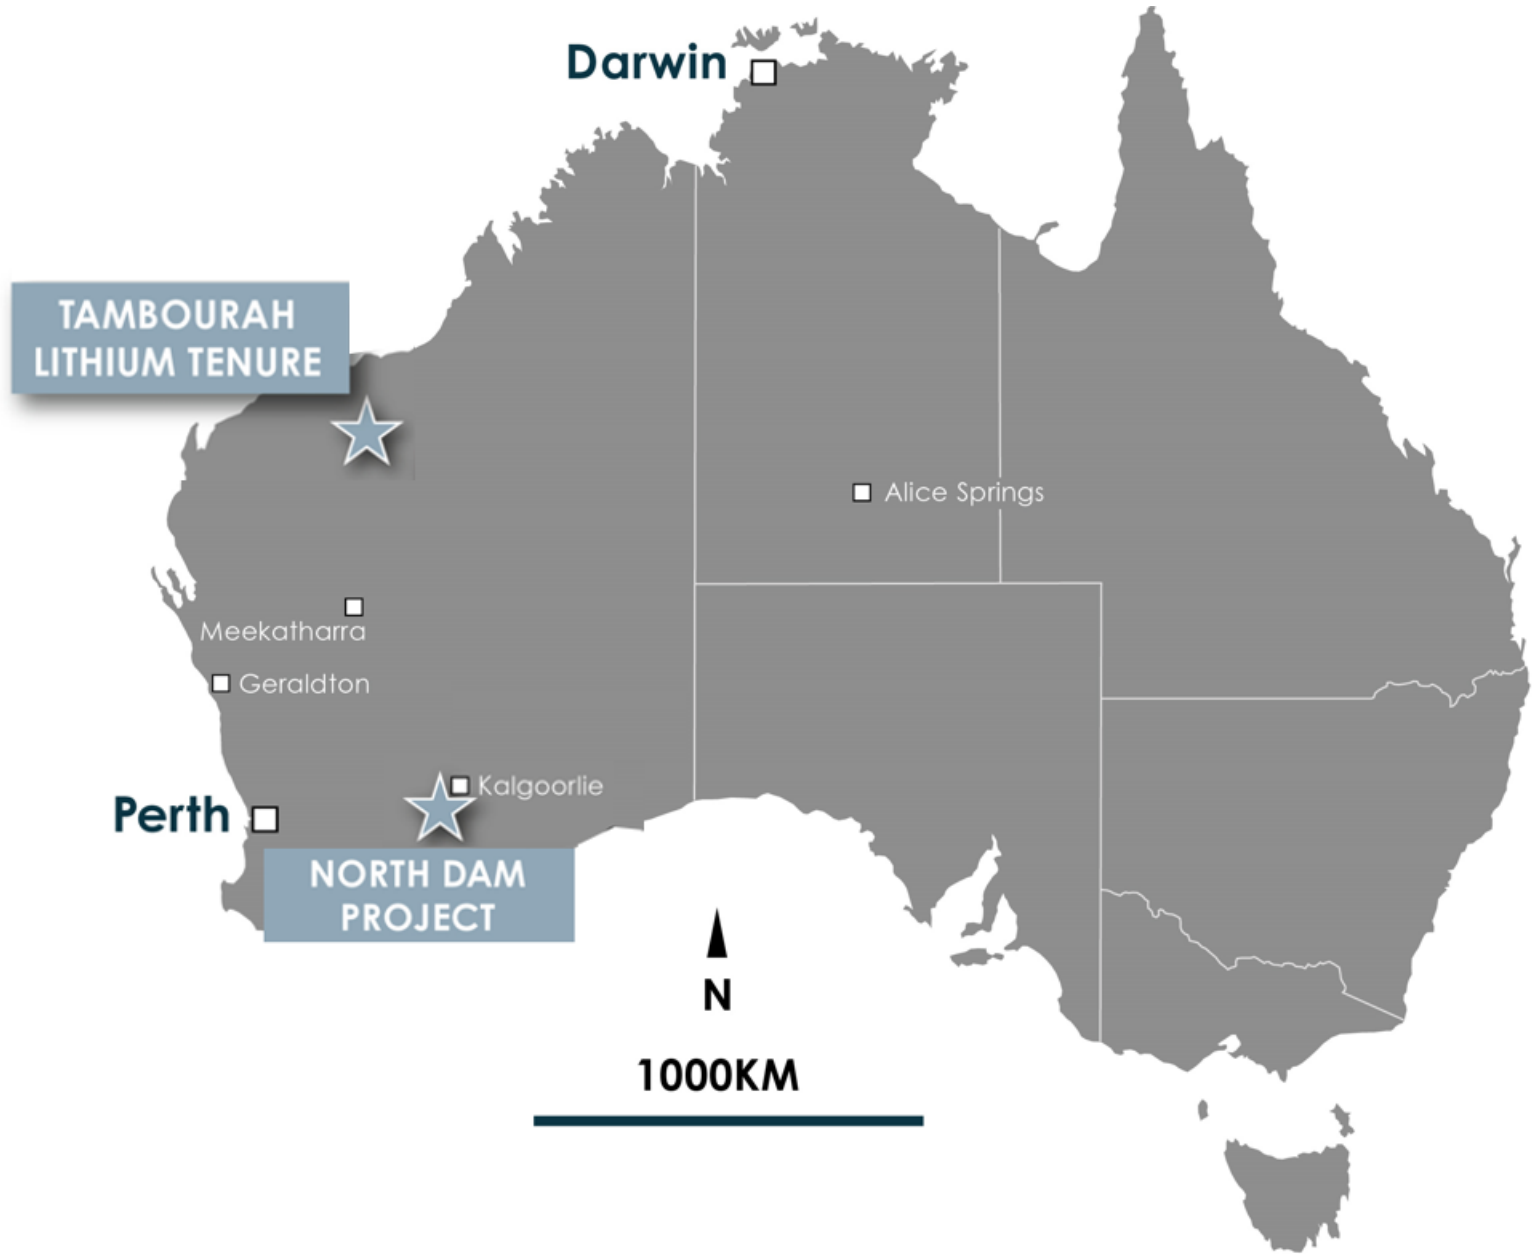 Darwin
TAMBOURAH
LITHIUM TENURE
Alice Springs
Meekatharra
Geraldton
Kalgoorlie
Perth
NORTH DAM
PROJECT
N
1000KM